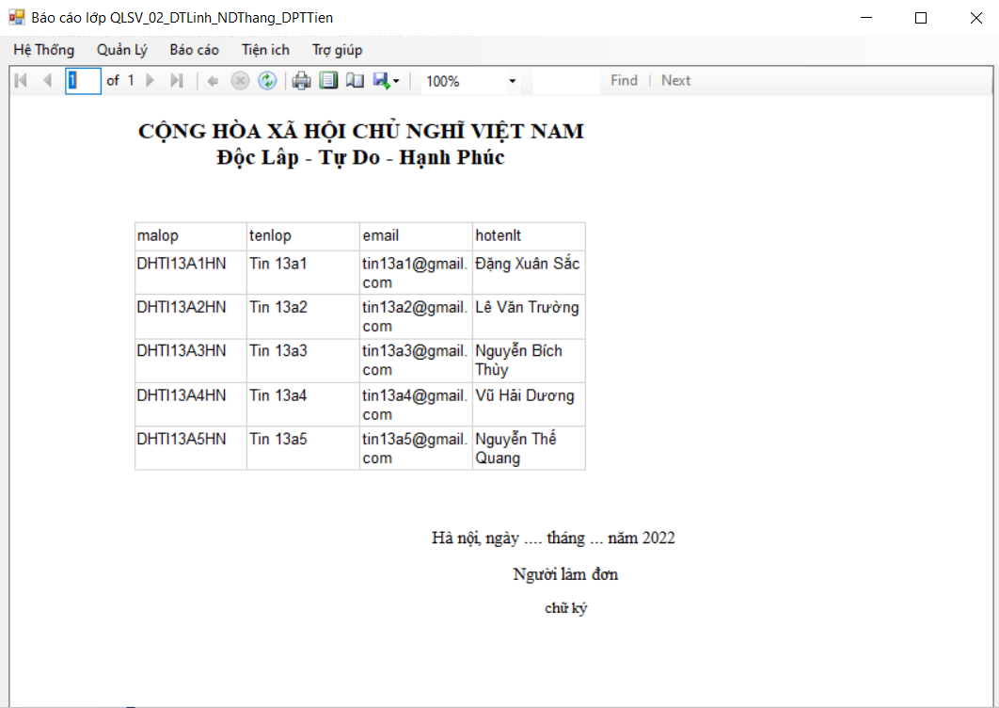 Báo cáo lớp QLSV_02_DTLinh_NDThang_DPTTien
Hệ Thống Quản Lý Báo cáo Tiện ich Trợ giúp
1 of 1 100% Find | Next
CỘNG HÒA XÃ HỘI CHỦ NGHĨ VIỆT NAM
Độc Lâp - Tự Do - Hạnh Phúc
malop tenlop email hotenlt
DHTI13A1HN Tin 13a1 tin13a1@gmail. Đặng Xuân Sắc
com
DHTI13A2HN Tin 13a2 tin13a2@gmail. Lê Văn Trường
com
DHTI13A3HN Tin 13a3 tin13a3@gmail. Nguyễn Bích
com Thùy
DHTI13A4HN Tin 13a4 tin13a4@gmail. Vũ Hải Dương
com
DHTI13A5HN Tin 13a5 tin13a5@gmail. Nguyễn Thế
com Quang
Hà nội, ngày .... tháng ... năm 2022
Người làm đơn
chữ ký